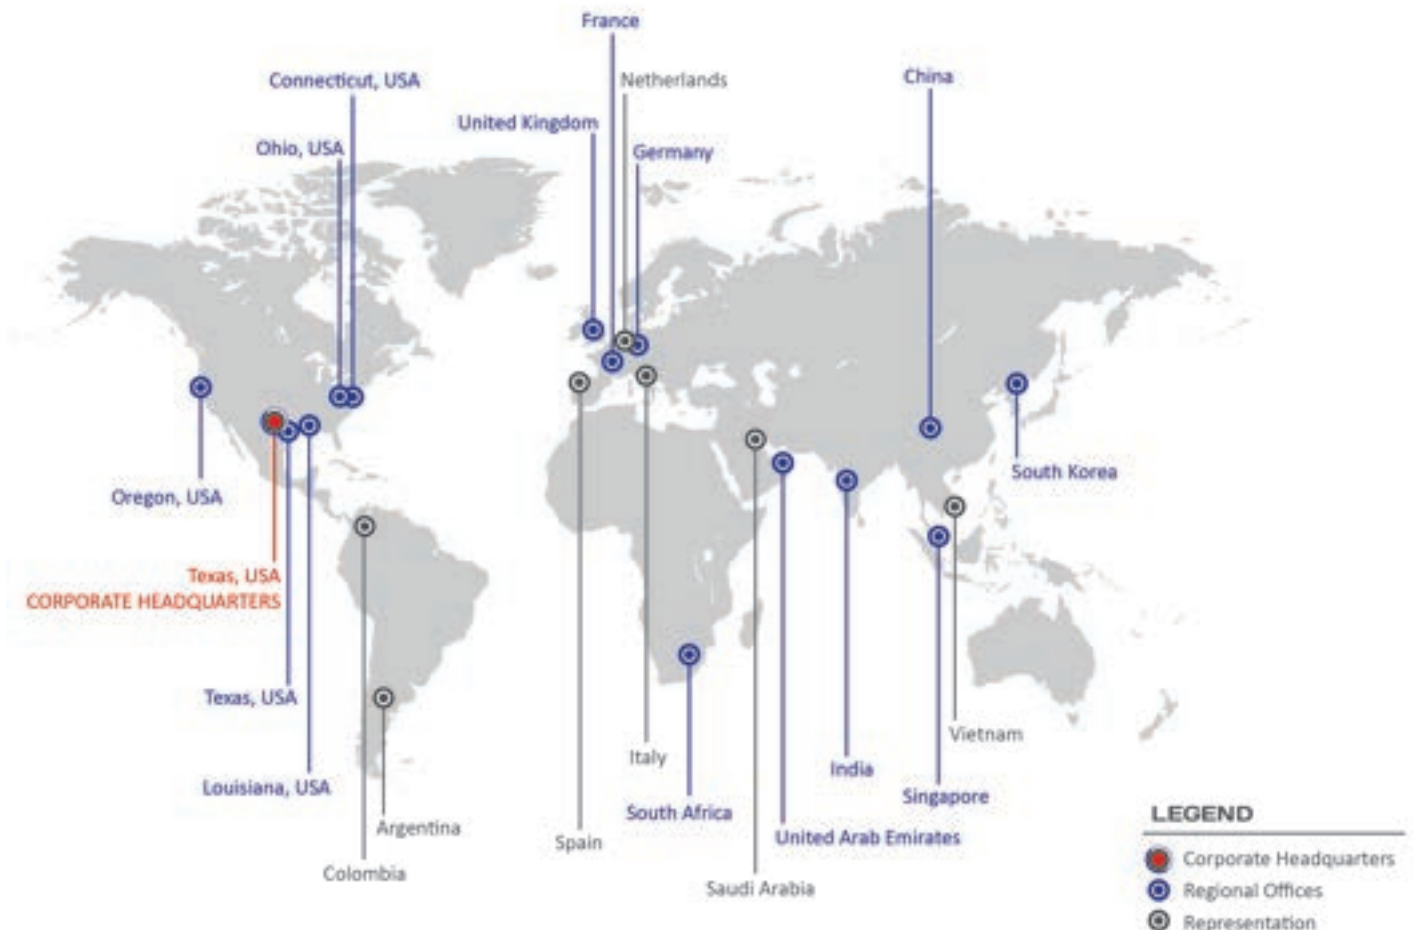 France
Connecticut, USA
Netherlands
China
United Kingdom
Ohio, USA
Germany
South Korea
Oregon, USA
Texas, USA
CORPORATE HEADQUARTERS
Texas, USA
Vietnam
Italy
India
Louisiana, USA
Singapore
South Africa
Argentina
United Arab Emirates
Spain
Colombia
Saudi Arabia
LEGEND
Corporate Headquarters
Regional Offices
Representation